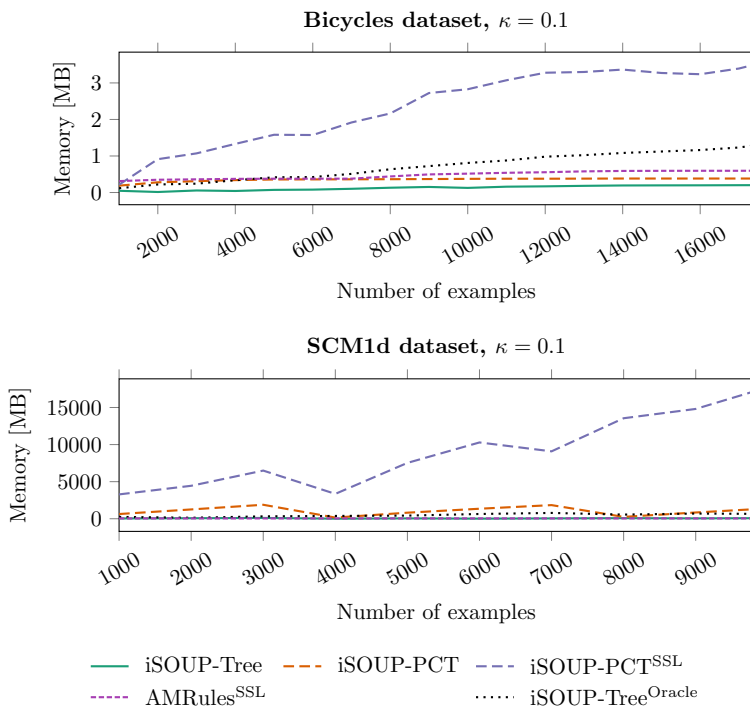 Bicycles dataset, κ = 0.1
Memory [MB]
3
2
1
0
2000 4000 6000 8000 10000 12000 14000 16000
Number of examples
SCM1d dataset, κ = 0.1
Memory [MB]
15000
10000
5000
0
1000 2000 3000 4000 5000 6000 7000 8000 9000
Number of examples
iSOUP-Tree iSOUP-PCT iSOUP-PCT^SSL
AMRules^SSL iSOUP-Tree^Oracle